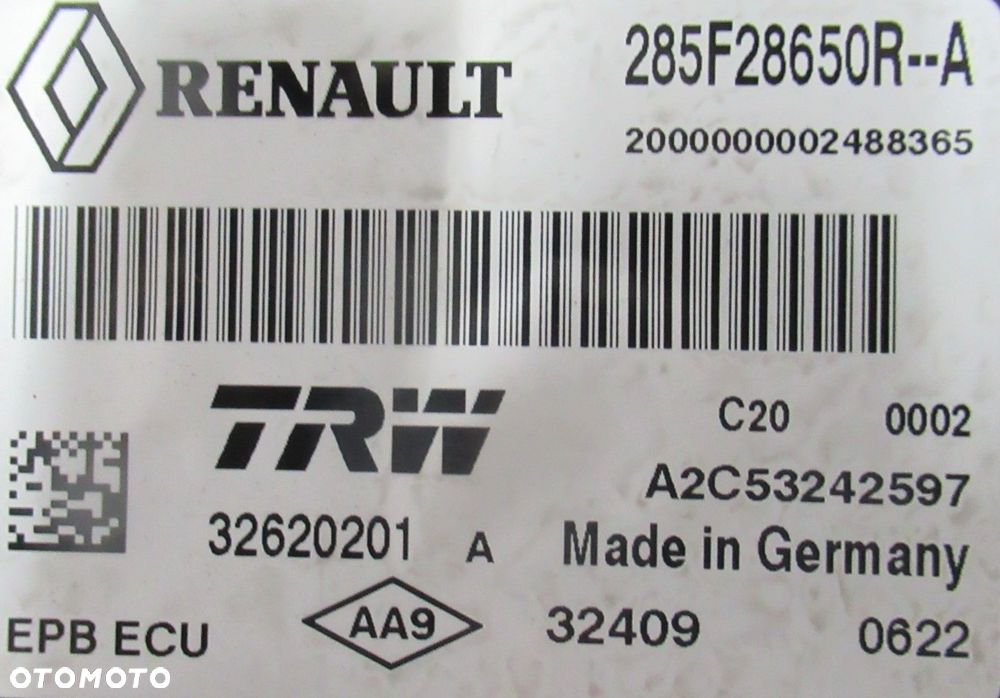 RENAULT
285F28650R--A
2000000002488365
TRW
C20 0002
A2C53242597
32620201 A
Made in Germany
EPB ECU
AA9
32409
0622
OTOMOTO